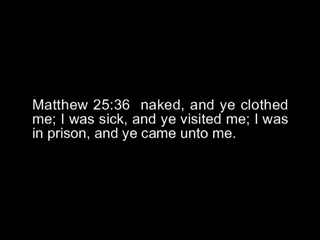 Matthew 25:36  naked, and ye clothed
me; I was sick, and ye visited me; I was
in prison, and ye came unto me.